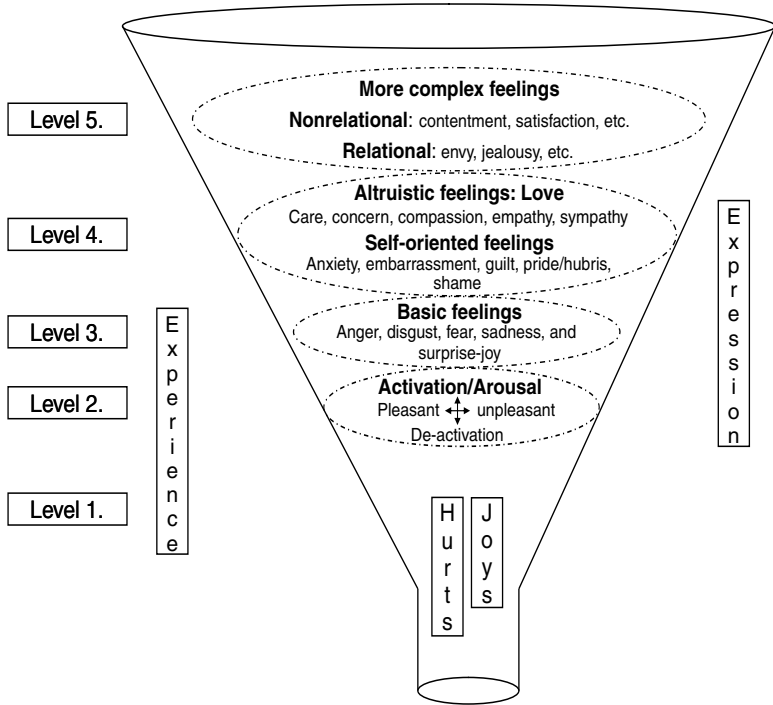 Level 5.
More complex feelings
Nonrelational: contentment, satisfaction, etc.
Relational: envy, jealousy, etc.
Level 4.
Altruistic feelings: Love
Care, concern, compassion, empathy, sympathy
Self-oriented feelings
Anxiety, embarrassment, guilt, pride/hubris,
shame
Expression
Level 3.
Basic feelings
Anger, disgust, fear, sadness, and
surprise-joy
Experience
Level 2.
Activation/Arousal
Pleasant unpleasant
De-activation
Level 1.
Hurts
Joys